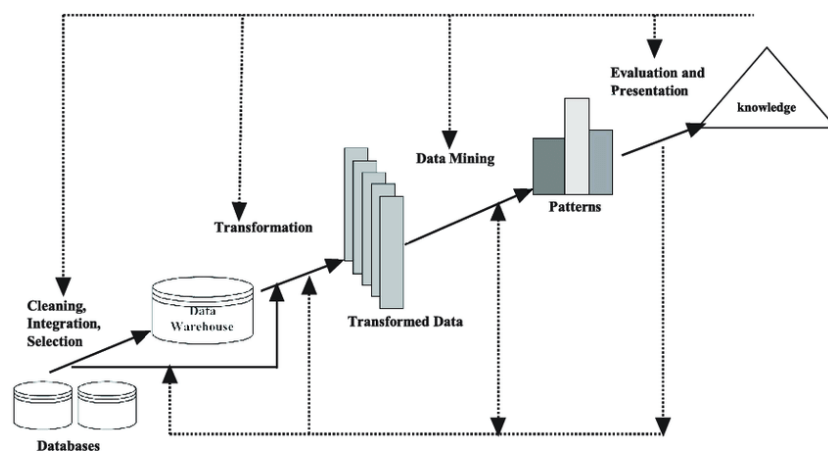 Evaluation and
Presentation
knowledge
Data Mining
Patterns
Transformation
Transformed Data
Cleaning,
Integration,
Selection
Data
Warehouse
Databases